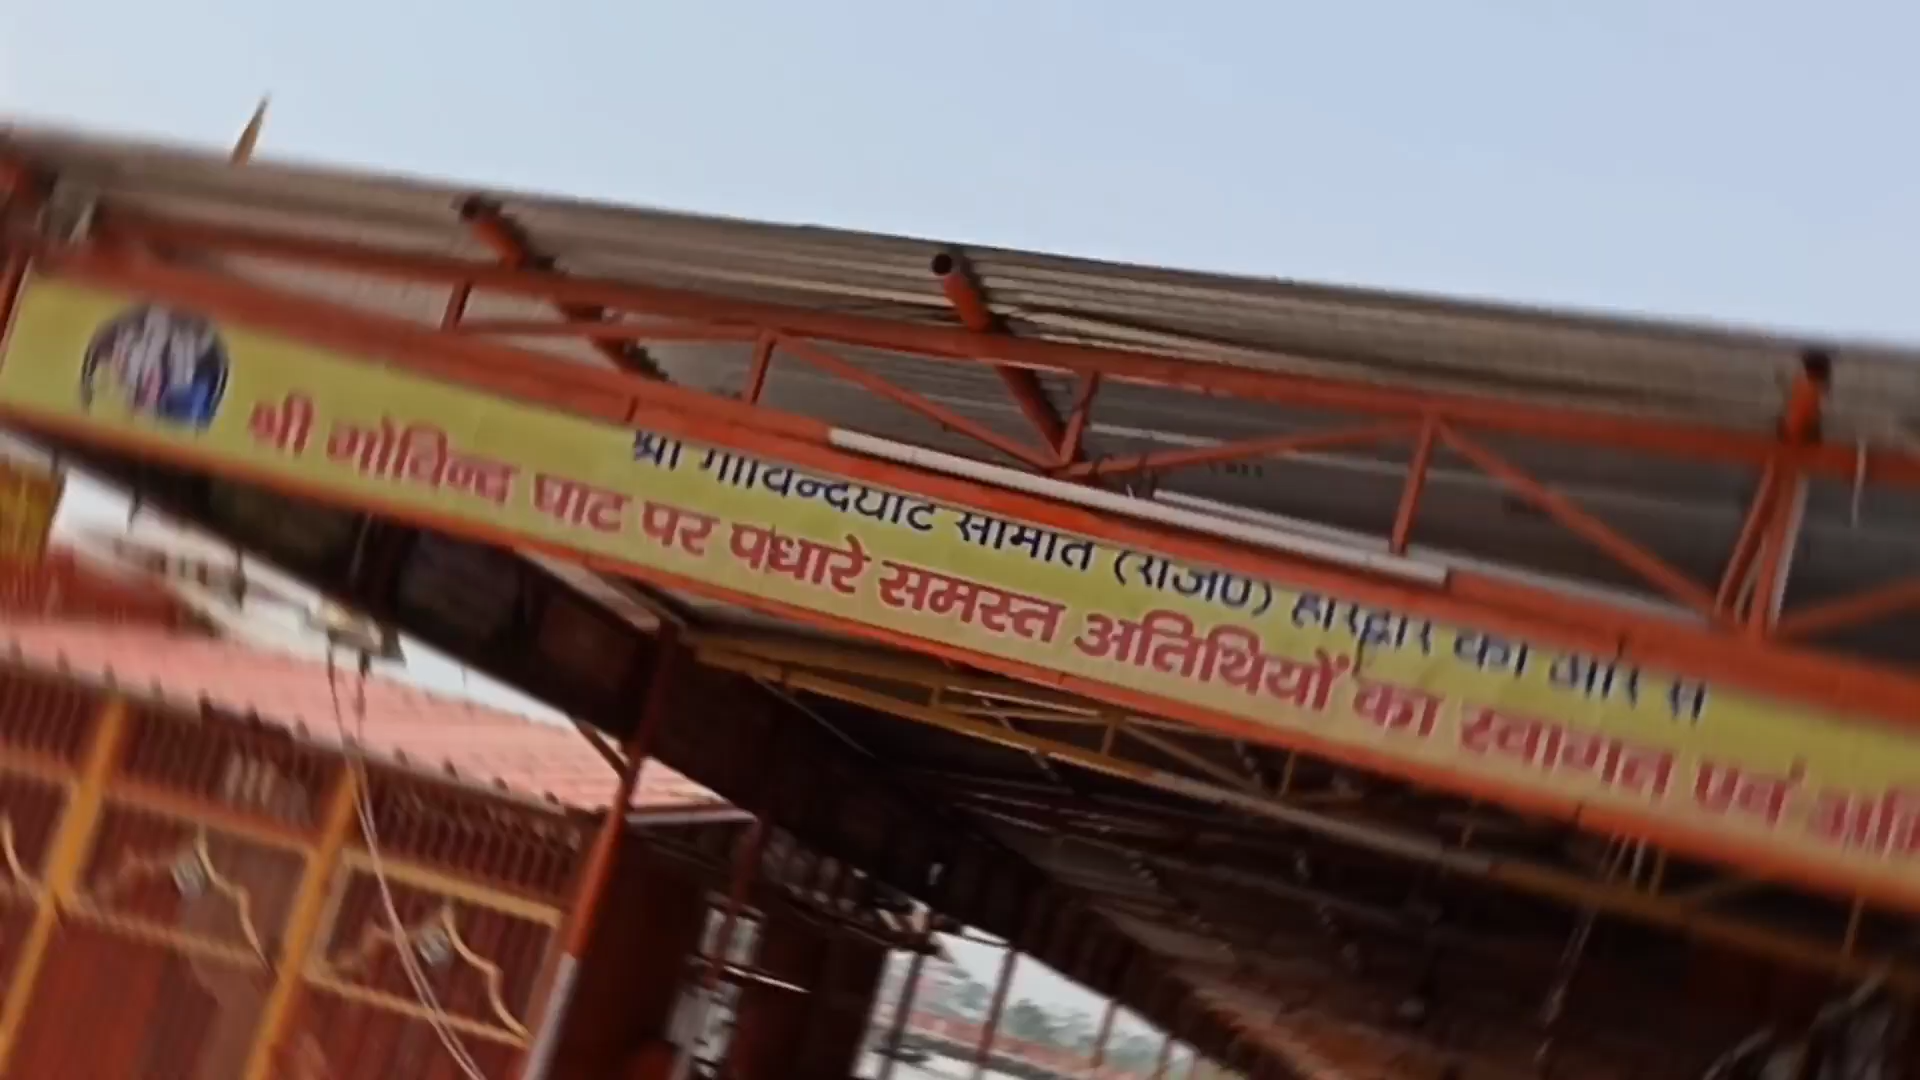 श्री गोविन्दघाट समिति (रजि०) हरिद्वार की ओर से
श्री गोविन्द घाट पर पधारे समस्त अतिथियों का स्वागत एवं